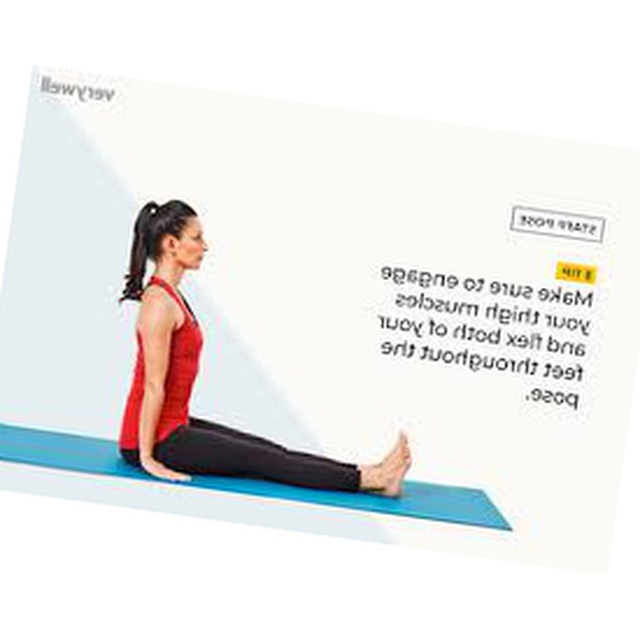 verywell
STAFF POSE
TIP
Make sure to engage
your thigh muscles
and flex both of your
feet throughout the
pose.